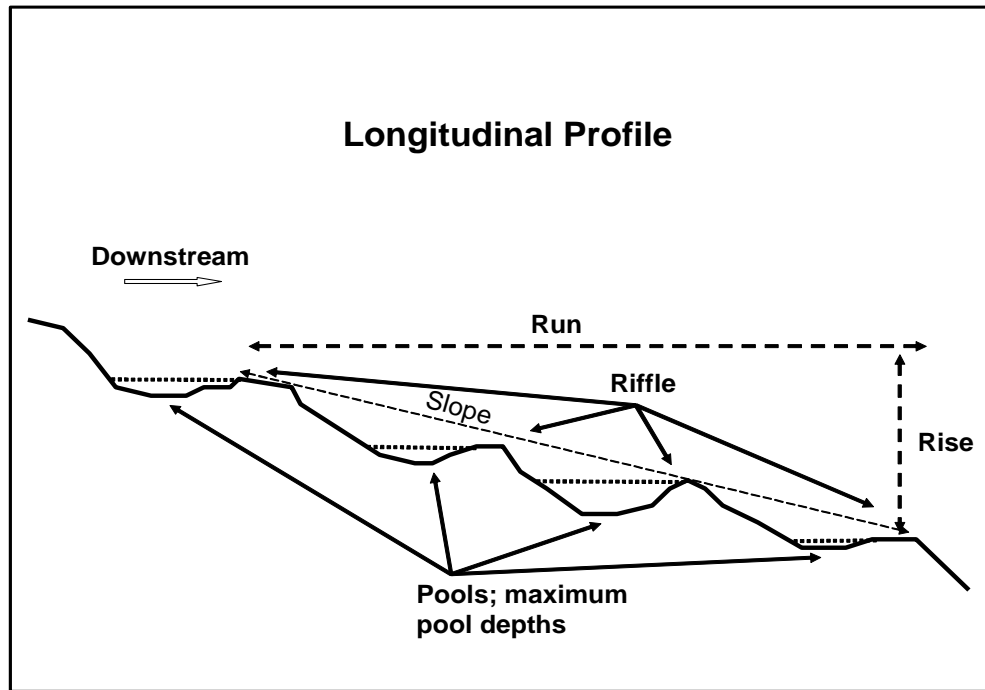 Longitudinal Profile
Downstream
Run
Riffle
Slope
Rise
Pools; maximum
pool depths